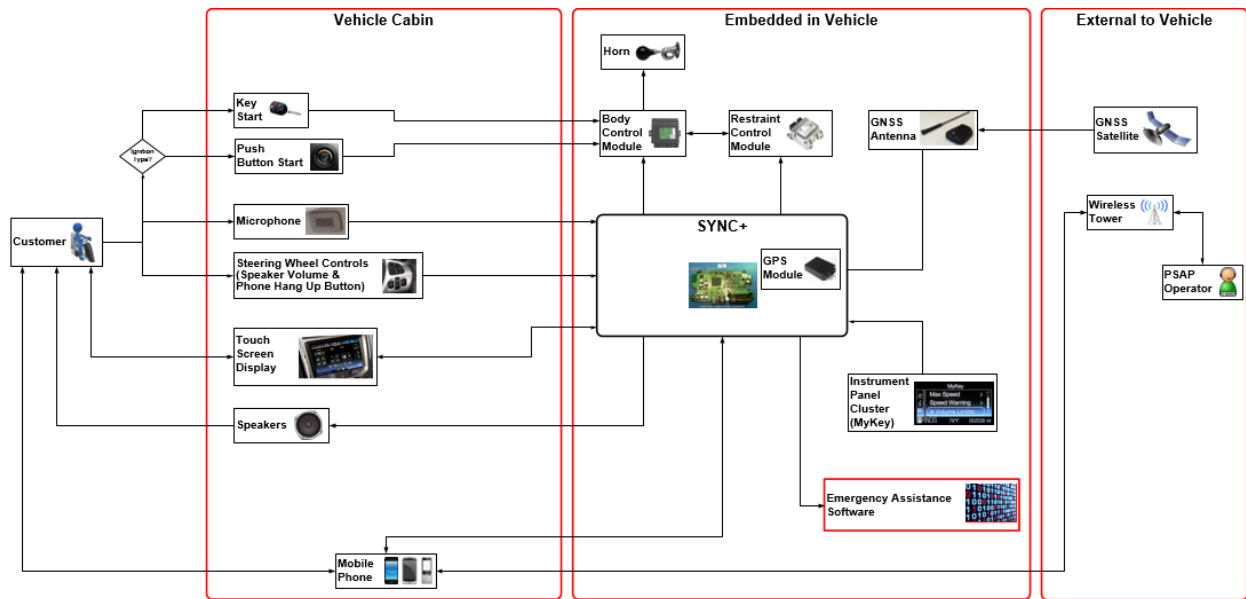 Vehicle Cabin
Embedded in Vehicle
External to Vehicle
Horn
Key
Start
Body
Control
Module
Restraint
Control
Module
GNSS
Antenna
GNSS
Satellite
Ignition
Type?
Push
Button Start
Customer
Microphone
SYNC+
Wireless
Tower
Steering Wheel Controls
(Speaker Volume &
Phone Hang Up Button)
GPS
Module
PSAP
Operator
Touch
Screen
Display
Instrument
Panel
Cluster
(MyKey)
MyKey
Max Speed >
Speed Warning >
Volume Limiter
Speakers
Emergency Assistance
Software
Mobile
Phone